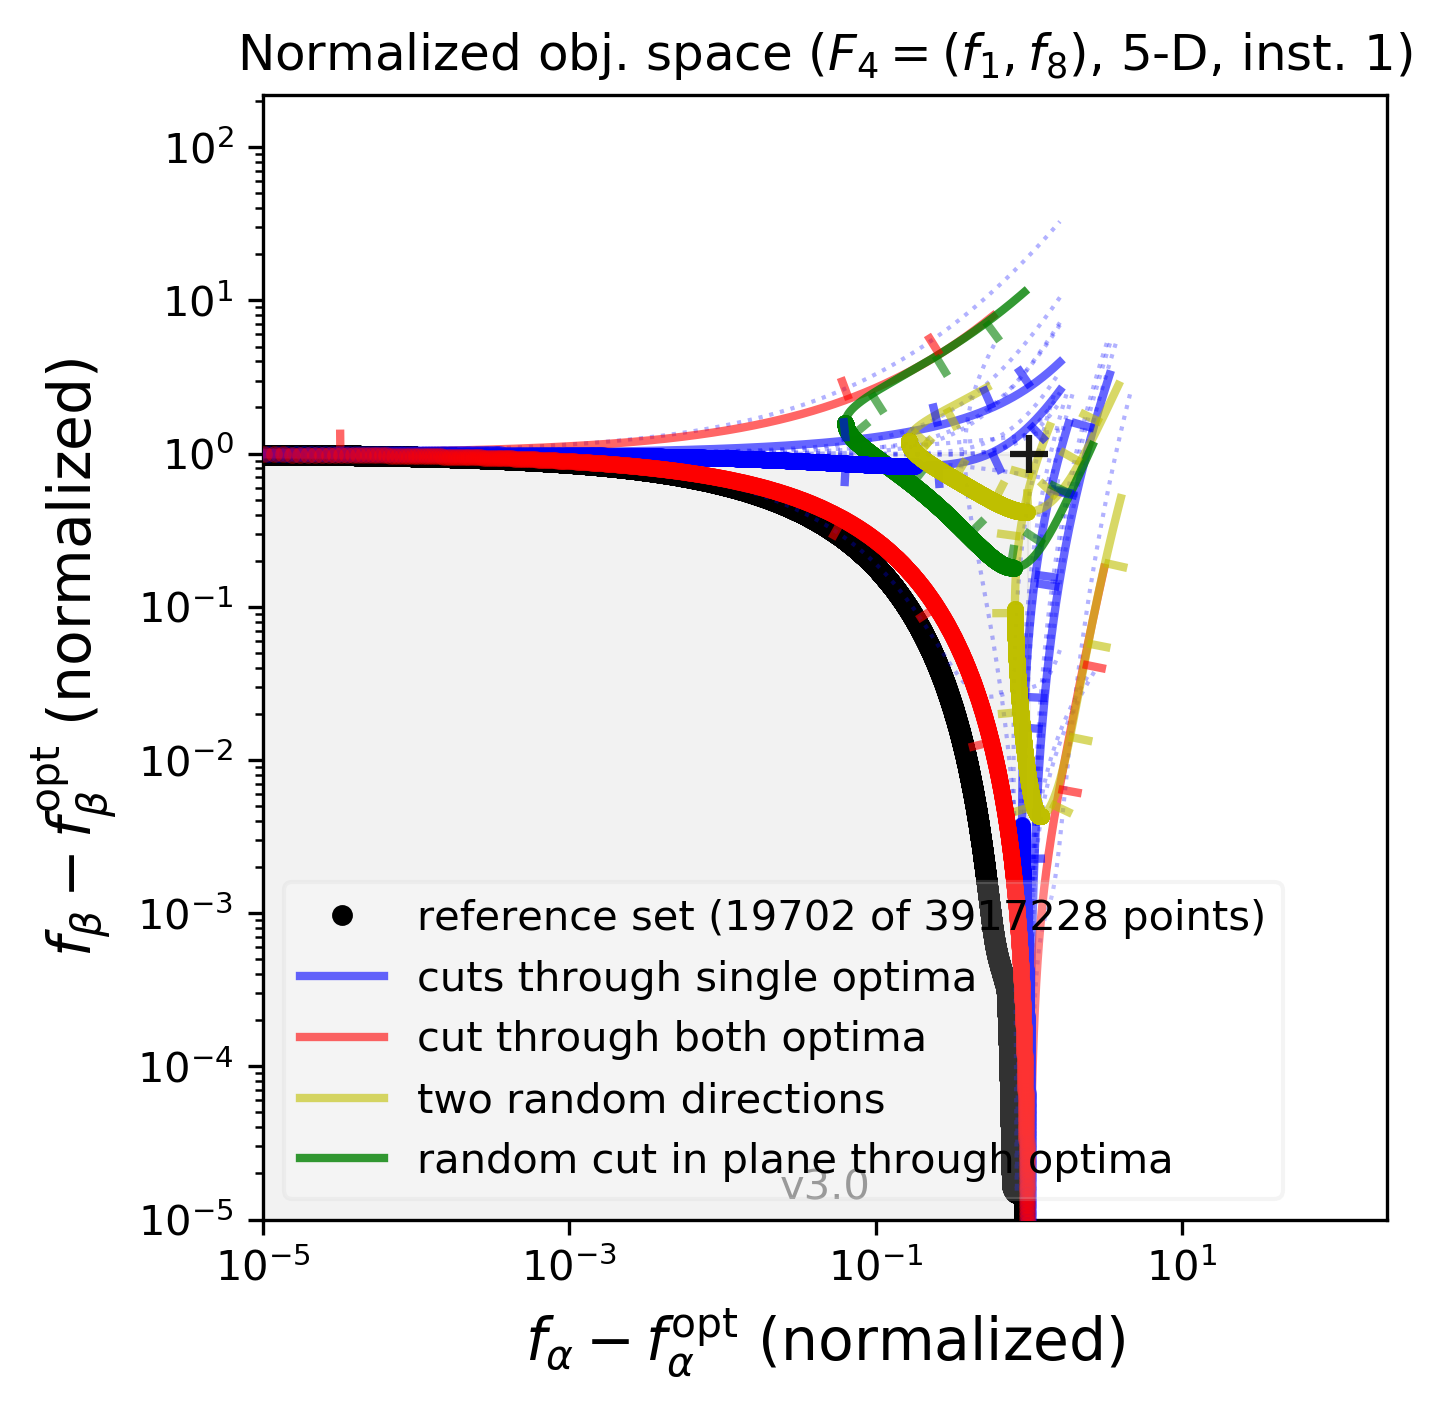 Normalized obj. space (F₄ = (f₁, f₈), 5-D, inst. 1)
10²
10¹
10⁰
10⁻¹
10⁻²
10⁻³
10⁻⁴
10⁻⁵
f_β − f_β^opt (normalized)
reference set (19702 of 3917228 points)
cuts through single optima
cut through both optima
two random directions
random cut in plane through optima
v3.0
10⁻⁵ 10⁻³ 10⁻¹ 10¹
f_α − f_α^opt (normalized)